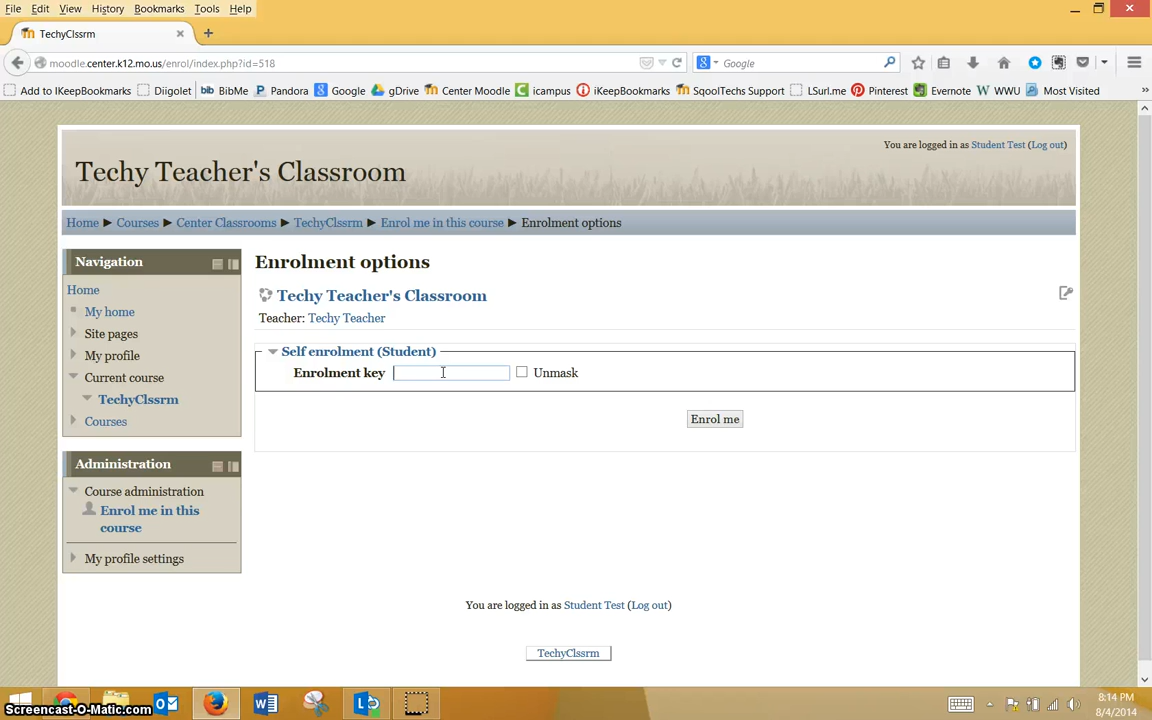 File Edit View History Bookmarks Tools Help
TechyClssrm
moodle.center.k12.mo.us/enrol/index.php?id=518
Google
Add to IKeepBookmarks Diigolet BibMe Pandora Google gDrive Center Moodle icampus iKeepBookmarks SqoolTechs Support LSurl.me Pinterest Evernote WWU Most Visited
You are logged in as Student Test (Log out)
Techy Teacher's Classroom
Home ► Courses ► Center Classrooms ► TechyClssrm ► Enrol me in this course ► Enrolment options
Navigation
Home
My home
Site pages
My profile
Current course
TechyClssrm
Courses
Administration
Course administration
Enrol me in this
course
My profile settings
Enrolment options
Techy Teacher's Classroom
Teacher: Techy Teacher
Self enrolment (Student)
Enrolment key Unmask
Enrol me
You are logged in as Student Test (Log out)
TechyClssrm
Screencast-O-Matic.com
8:14 PM
8/4/2014